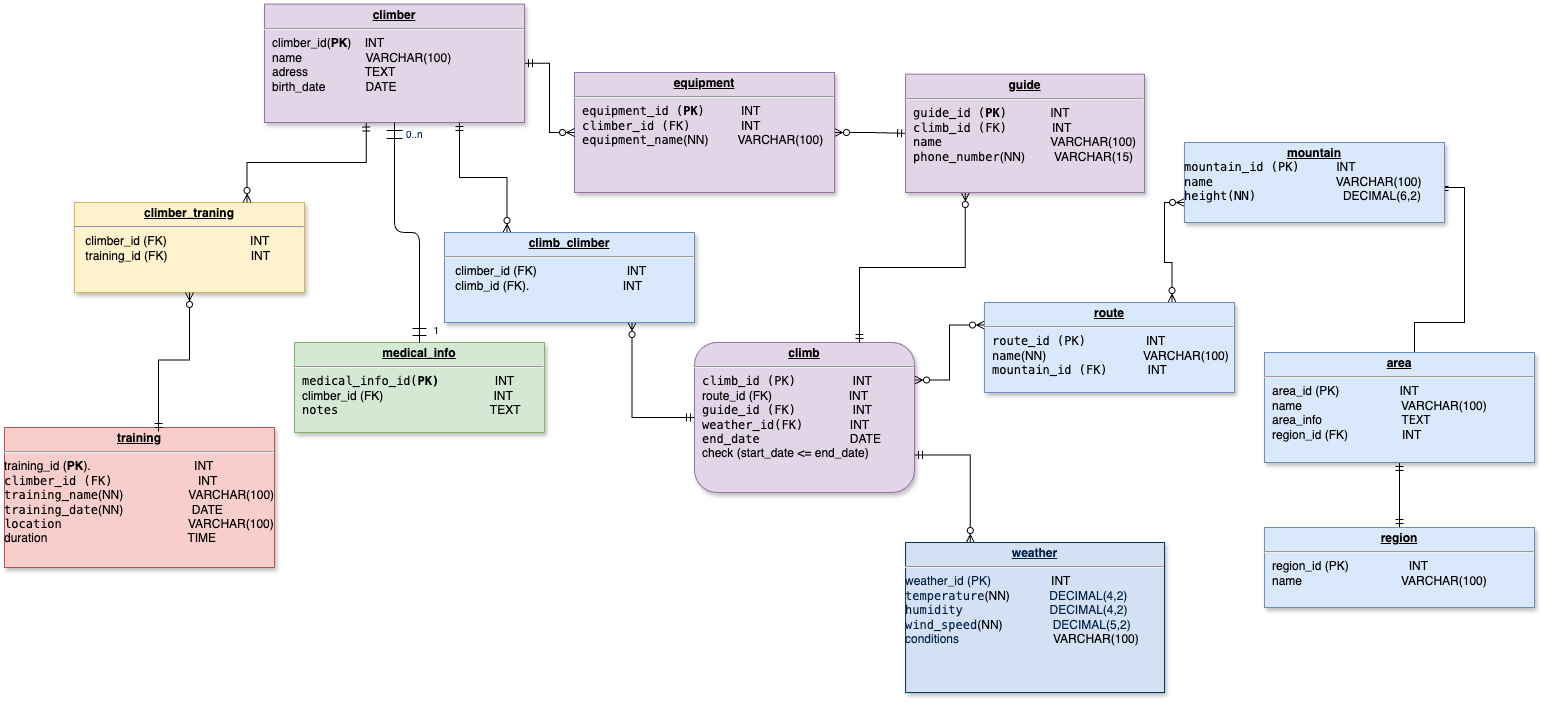 climber
climber_id(PK) INT
name VARCHAR(100)
adress TEXT
birth_date DATE
0..n
equipment
equipment_id (PK) INT
climber_id (FK) INT
equipment_name(NN) VARCHAR(100)
guide
guide_id (PK) INT
climb_id (FK) INT
name VARCHAR(100)
phone_number(NN) VARCHAR(15)
mountain
mountain_id (PK) INT
name VARCHAR(100)
height(NN) DECIMAL(6,2)
climber_traning
climber_id (FK) INT
training_id (FK) INT
climb_climber
climber_id (FK) INT
climb_id (FK). INT
1
medical_info
medical_info_id(PK) INT
climber_id (FK) INT
notes TEXT
climb
climb_id (PK) INT
route_id (FK) INT
guide_id (FK) INT
weather_id(FK) INT
end_date DATE
check (start_date <= end_date)
route
route_id (PK) INT
name(NN) VARCHAR(100)
mountain_id (FK) INT
area
area_id (PK) INT
name VARCHAR(100)
area_info TEXT
region_id (FK) INT
training
training_id (PK). INT
climber_id (FK) INT
training_name(NN) VARCHAR(100)
training_date(NN) DATE
location VARCHAR(100)
duration TIME
weather
weather_id (PK) INT
temperature(NN) DECIMAL(4,2)
humidity DECIMAL(4,2)
wind_speed(NN) DECIMAL(5,2)
conditions VARCHAR(100)
region
region_id (PK) INT
name VARCHAR(100)